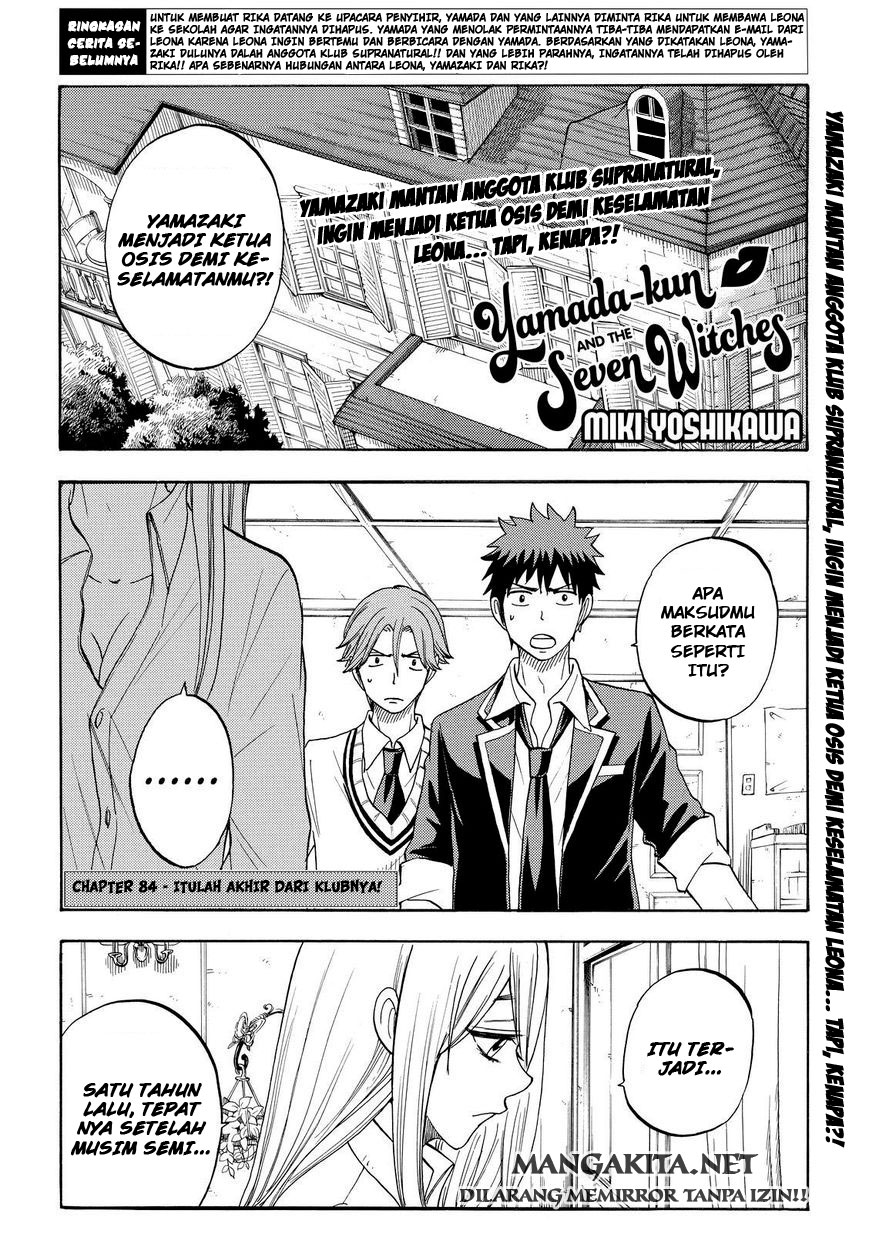 RINGKASAN
CERITA SE-
BELUMNYA
UNTUK MEMBUAT RIKA DATANG KE UPACARA PENYIHIR, YAMADA DAN YANG LAINNYA DIMINTA RIKA UNTUK MEMBAWA LEONA
KE SEKOLAH AGAR INGATANNYA DIHAPUS. YAMADA YANG MENOLAK PERMINTAANNYA TIBA-TIBA MENDAPATKAN E-MAIL DARI
LEONA KARENA LEONA INGIN BERTEMU DAN BERBICARA DENGAN YAMADA. BERDASARKAN YANG DIKATAKAN LEONA, YAMA-
ZAKI DULUNYA DALAH ANGGOTA KLUB SUPRANATURAL!! DAN YANG LEBIH PARAHNYA, INGATANNYA TELAH DIHAPUS OLEH
RIKA!! APA SEBENARNYA HUBUNGAN ANTARA LEONA, YAMAZAKI DAN RIKA?!
YAMAZAKI MANTAN ANGGOTA KLUB SUPRANATURAL,
INGIN MENJADI KETUA OSIS DEMI KESELAMATAN
LEONA... TAPI, KENAPA?!
YAMAZAKI
MENJADI KETUA
OSIS DEMI KE-
SELAMATANMU?!
Yamada-kun
AND THE
Seven Witches
MIKI YOSHIKAWA
YAMAZAKI MANTAN ANGGOTA KLUB SUPRANATURAL, INGIN MENJADI KETUA OSIS DEMI KESELAMATAN LEONA... TAPI, KENAPA?!
APA
MAKSUDMU
BERKATA
SEPERTI
ITU?
......
CHAPTER 84 - ITULAH AKHIR DARI KLUBNYA!
ITU TER-
JADI...
SATU TAHUN
LALU, TEPAT
NYA SETELAH
MUSIM SEMI...
MANGAKITA.NET
DILARANG MEMIRROR TANPA IZIN!!